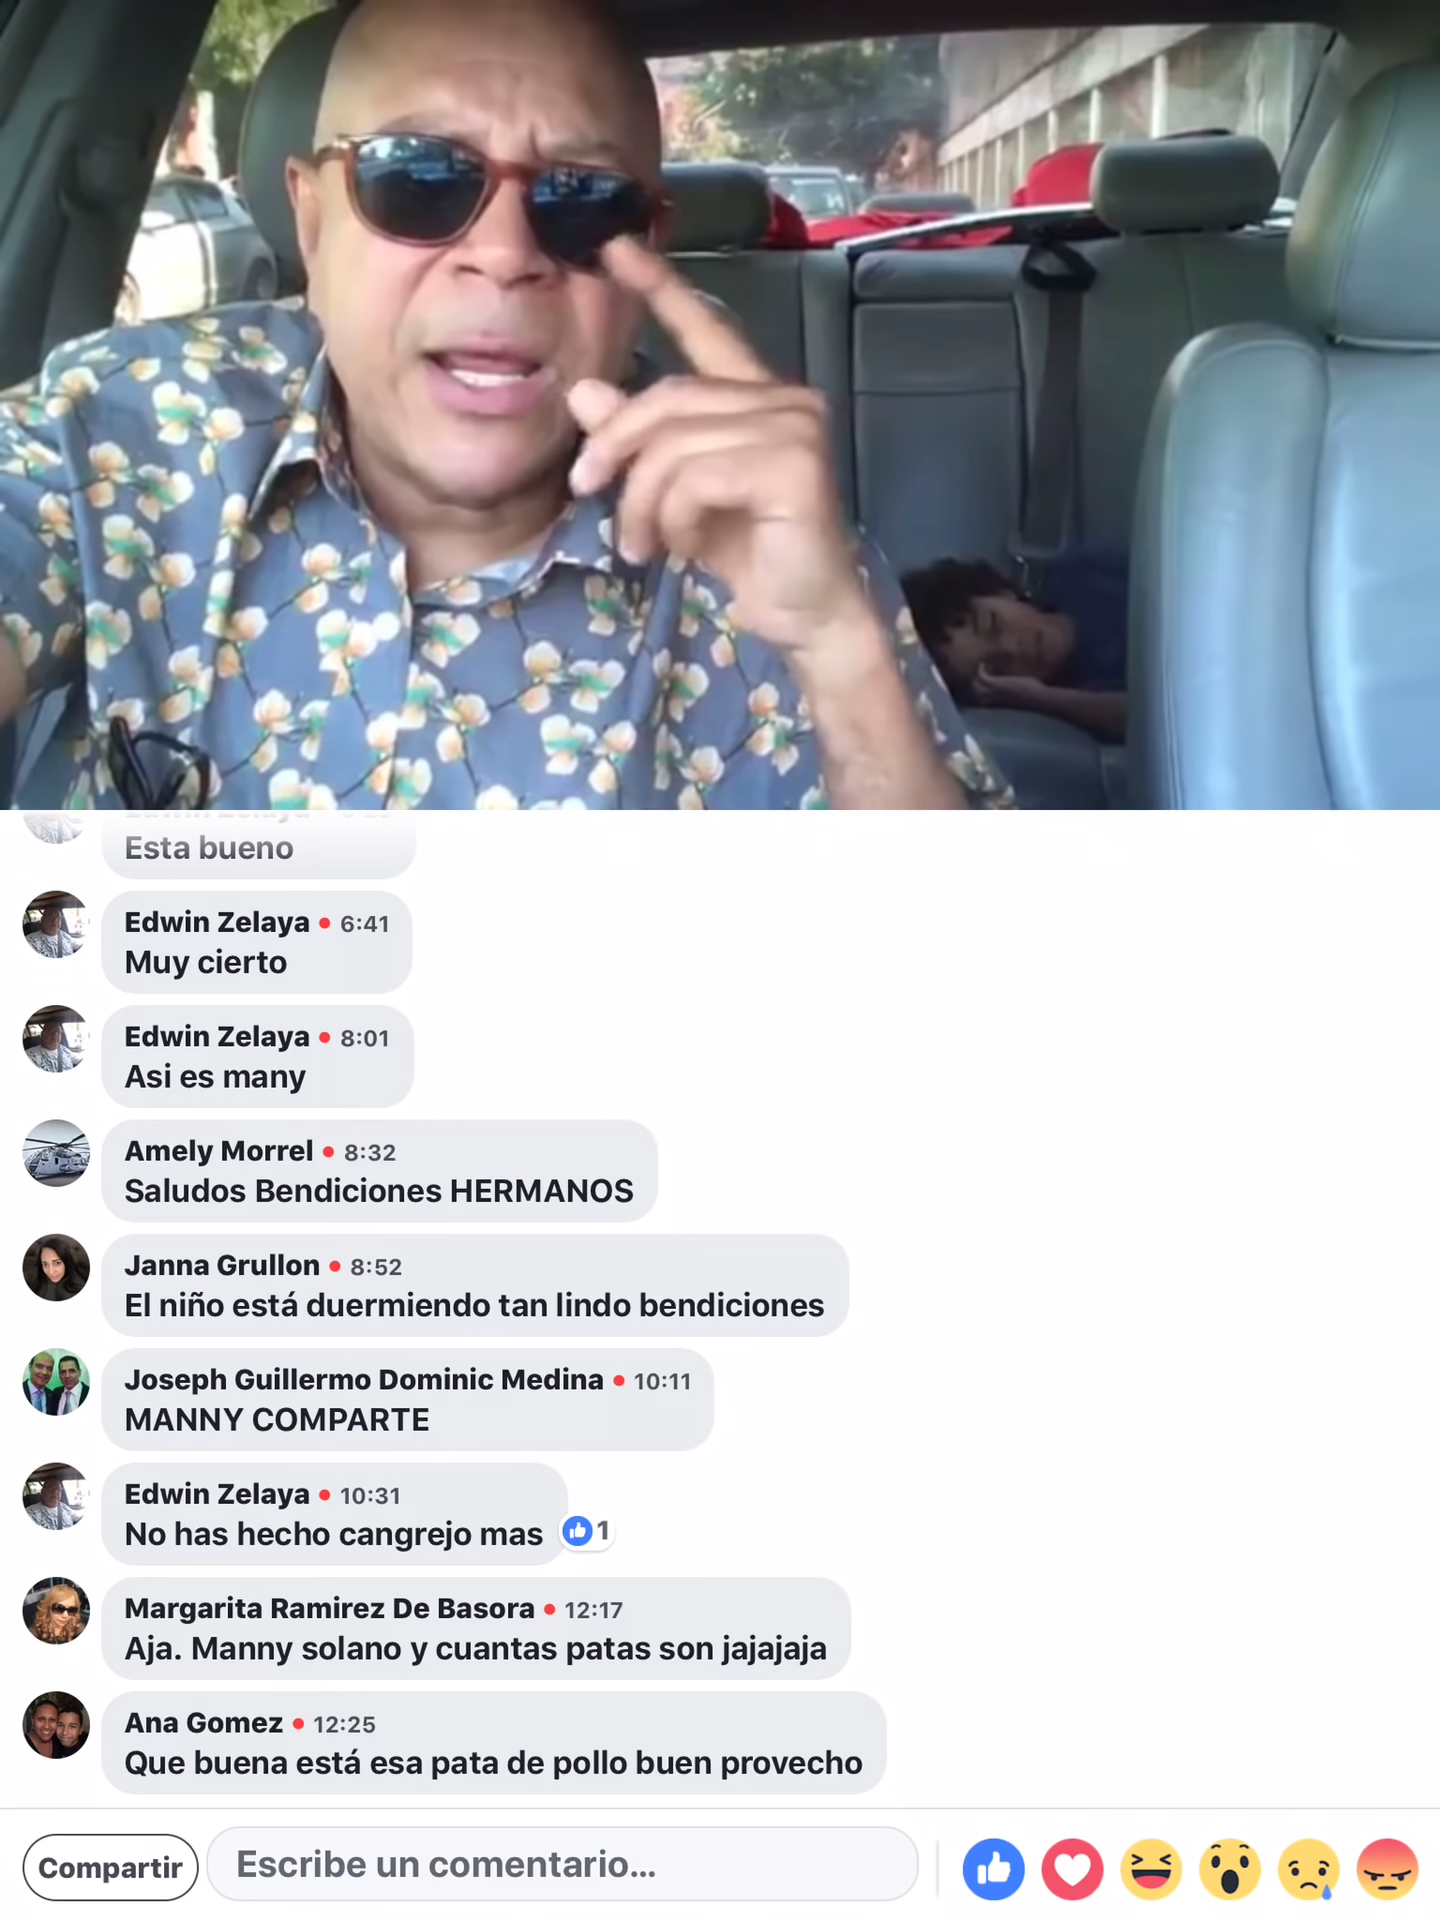 Esta bueno
Edwin Zelaya • 6:41
Muy cierto
Edwin Zelaya • 8:01
Asi es many
Amely Morrel • 8:32
Saludos Bendiciones HERMANOS
Janna Grullon • 8:52
El niño está duermiendo tan lindo bendiciones
Joseph Guillermo Dominic Medina • 10:11
MANNY COMPARTE
Edwin Zelaya • 10:31
No has hecho cangrejo mas 1
Margarita Ramirez De Basora • 12:17
Aja. Manny solano y cuantas patas son jajajaja
Ana Gomez • 12:25
Que buena está esa pata de pollo buen provecho
Compartir Escribe un comentario...